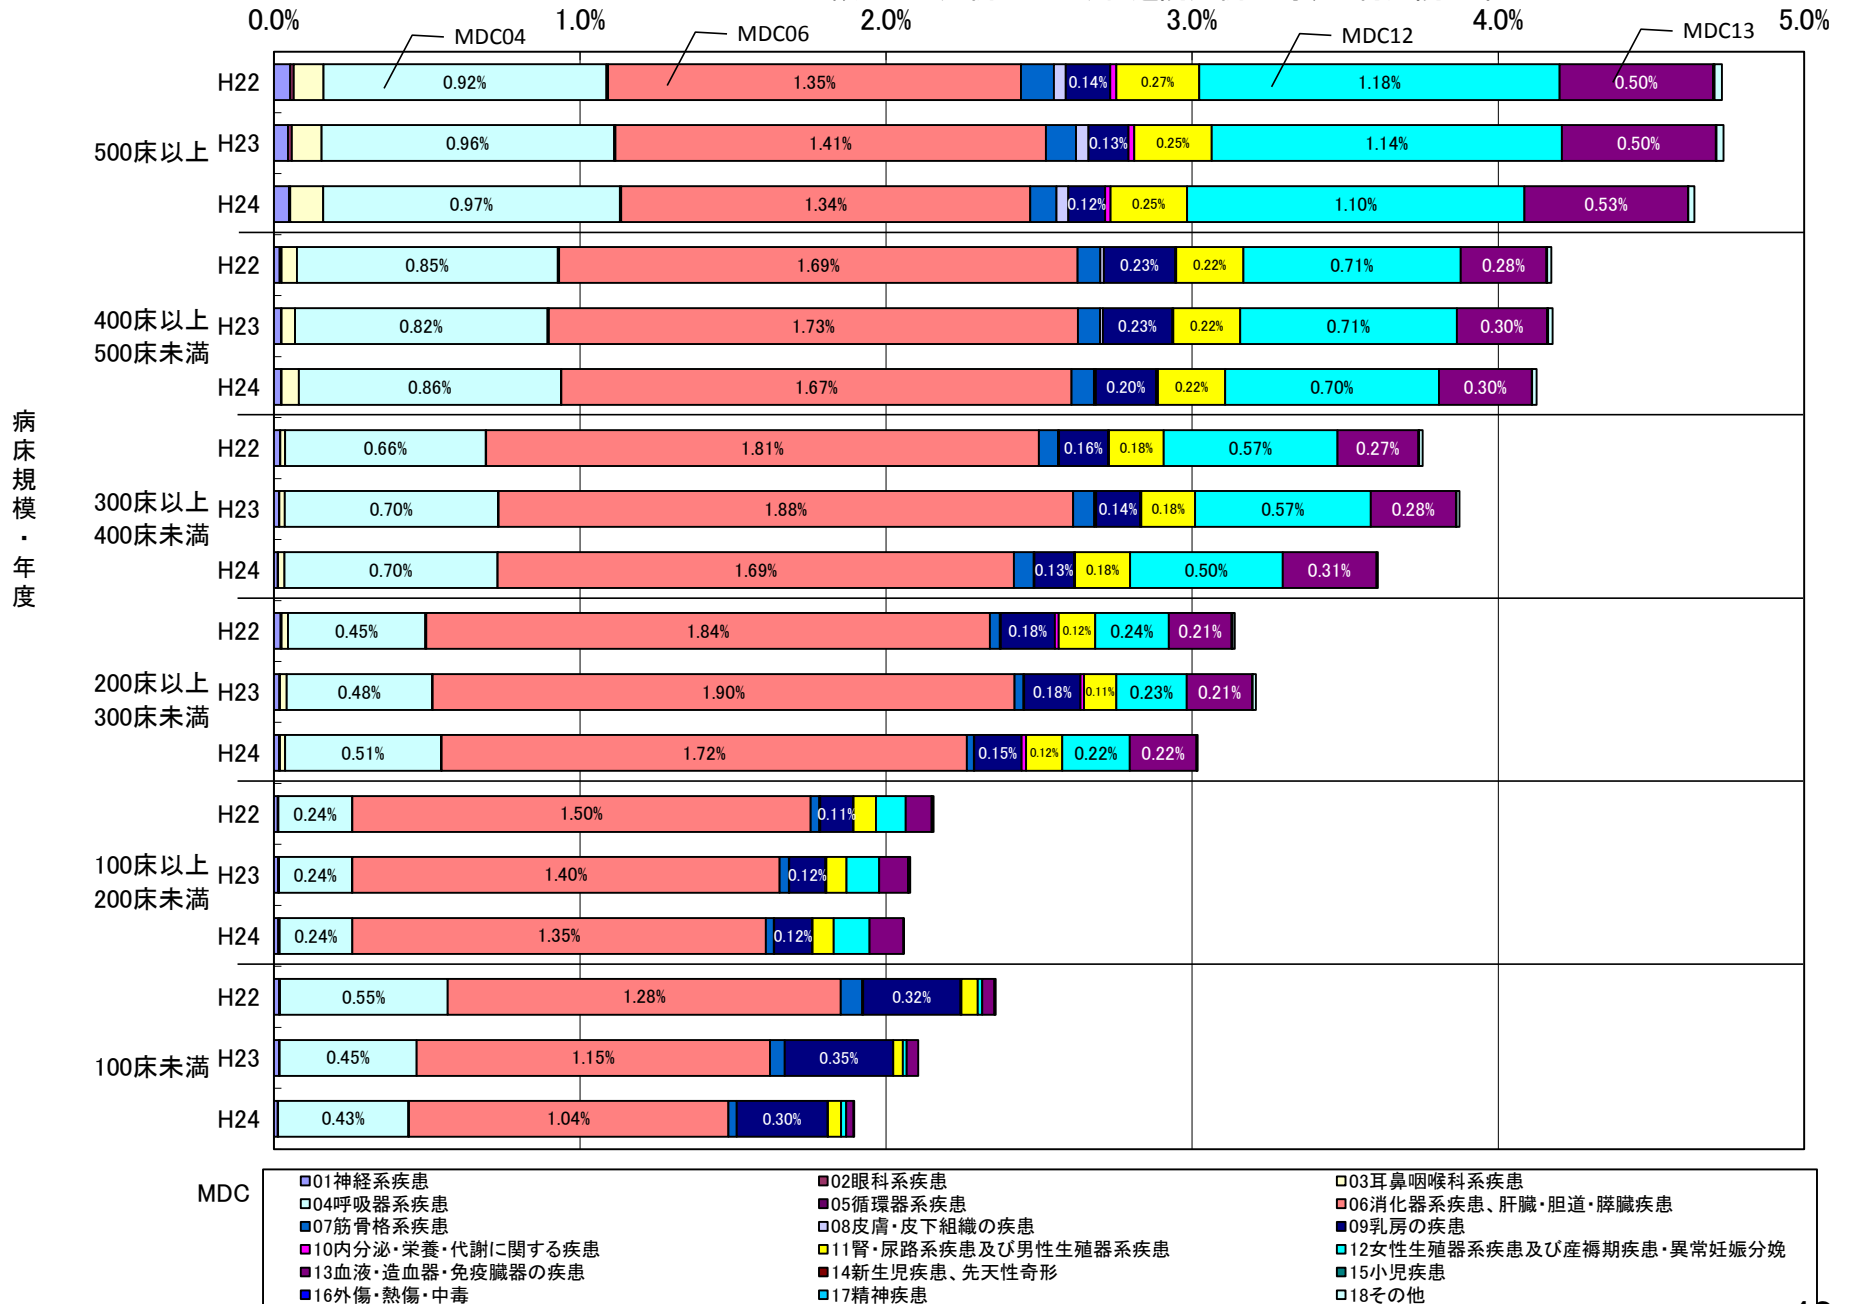 0.0% 1.0% 2.0% 3.0% 4.0% 5.0%
MDC04 MDC06 MDC12 MDC13
H22 0.92% 1.35% 0.14% 0.27% 1.18% 0.50%
500床以上 H23 0.96% 1.41% 0.13% 0.25% 1.14% 0.50%
H24 0.97% 1.34% 0.12% 0.25% 1.10% 0.53%
H22 0.85% 1.69% 0.23% 0.22% 0.71% 0.28%
400床以上
500床未満
H23 0.82% 1.73% 0.23% 0.22% 0.71% 0.30%
H24 0.86% 1.67% 0.20% 0.22% 0.70% 0.30%
病床規模・年度
H22 0.66% 1.81% 0.16% 0.18% 0.57% 0.27%
300床以上
400床未満
H23 0.70% 1.88% 0.14% 0.18% 0.57% 0.28%
H24 0.70% 1.69% 0.13% 0.18% 0.50% 0.31%
H22 0.45% 1.84% 0.18% 0.12% 0.24% 0.21%
200床以上
300床未満
H23 0.48% 1.90% 0.18% 0.11% 0.23% 0.21%
H24 0.51% 1.72% 0.15% 0.12% 0.22% 0.22%
H22 0.24% 1.50% 0.11%
100床以上
200床未満
H23 0.24% 1.40% 0.12%
H24 0.24% 1.35% 0.12%
H22 0.55% 1.28% 0.32%
100床未満 H23 0.45% 1.15% 0.35%
H24 0.43% 1.04% 0.30%
MDC
01神経系疾患 02眼科系疾患 03耳鼻咽喉科系疾患
04呼吸器系疾患 05循環器系疾患 06消化器系疾患、肝臓・胆道・膵臓疾患
07筋骨格系疾患 08皮膚・皮下組織の疾患 09乳房の疾患
10内分泌・栄養・代謝に関する疾患 11腎・尿路系疾患及び男性生殖器系疾患 12女性生殖器系疾患及び産褥期疾患・異常妊娠分娩
13血液・造血器・免疫臓器の疾患 14新生児疾患、先天性奇形 15小児疾患
16外傷・熱傷・中毒 17精神疾患 18その他